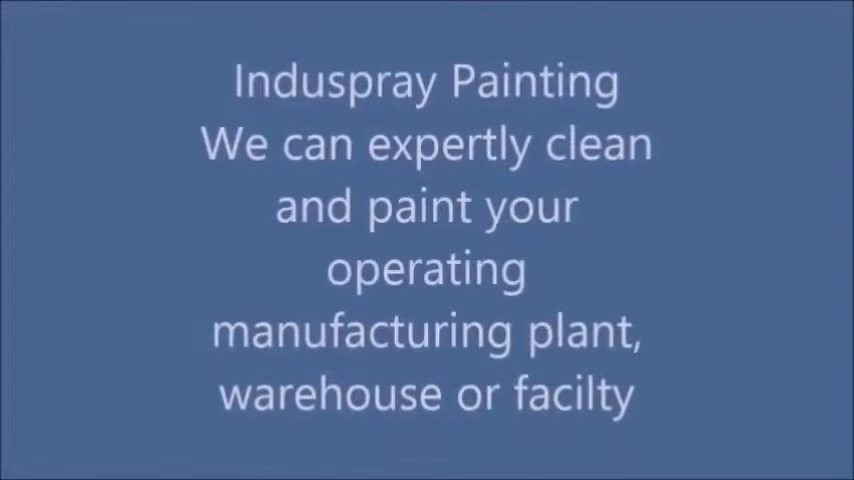 Induspray Painting
We can expertly clean
and paint your
operating
manufacturing plant,
warehouse or facilty